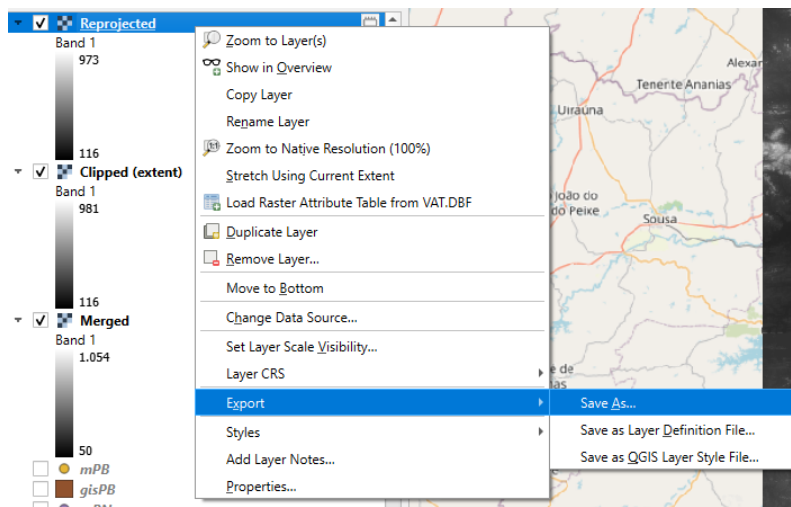 Reprojected
Band 1
973
116
Clipped (extent)
Band 1
981
116
Merged
Band 1
1.054
50
mPB
gisPB
Zoom to Layer(s)
Show in Overview
Copy Layer
Rename Layer
Zoom to Native Resolution (100%)
Stretch Using Current Extent
Load Raster Attribute Table from VAT.DBF
Duplicate Layer
Remove Layer...
Move to Bottom
Change Data Source...
Set Layer Scale Visibility...
Layer CRS
Export
Styles
Add Layer Notes...
Properties...
Save As...
Save as Layer Definition File...
Save as QGIS Layer Style File...
Alexar
Tenente Ananias
Uiraúna
João do
do Peixe
Sousa
e de
as